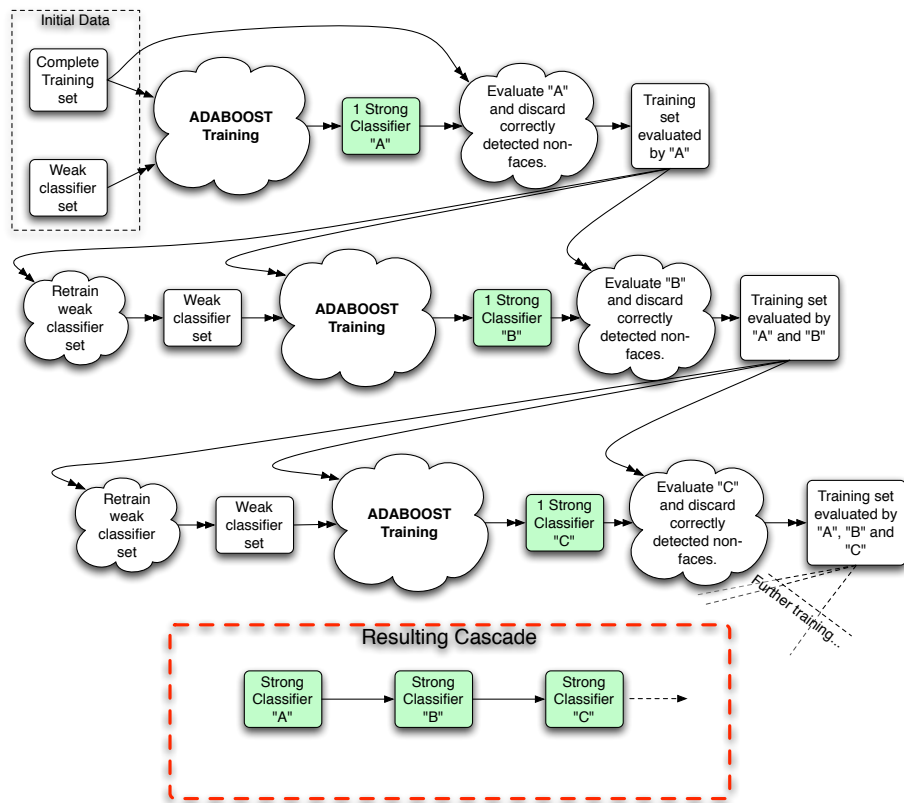 Initial Data
Complete
Training
set
Weak
classifier
set
ADABOOST
Training
1 Strong
Classifier
"A"
Evaluate "A"
and discard
correctly
detected non-
faces.
Training
set
evaluated
by "A"
Retrain
weak
classifier
set
Weak
classifier
set
ADABOOST
Training
1 Strong
Classifier
"B"
Evaluate "B"
and discard
correctly
detected non-
faces.
Training set
evaluated by
"A" and "B"
Retrain
weak
classifier
set
Weak
classifier
set
ADABOOST
Training
1 Strong
Classifier
"C"
Evaluate "C"
and discard
correctly
detected non-
faces.
Training set
evaluated by
"A", "B" and
"C"
Further training...
Resulting Cascade
Strong
Classifier
"A"
Strong
Classifier
"B"
Strong
Classifier
"C"